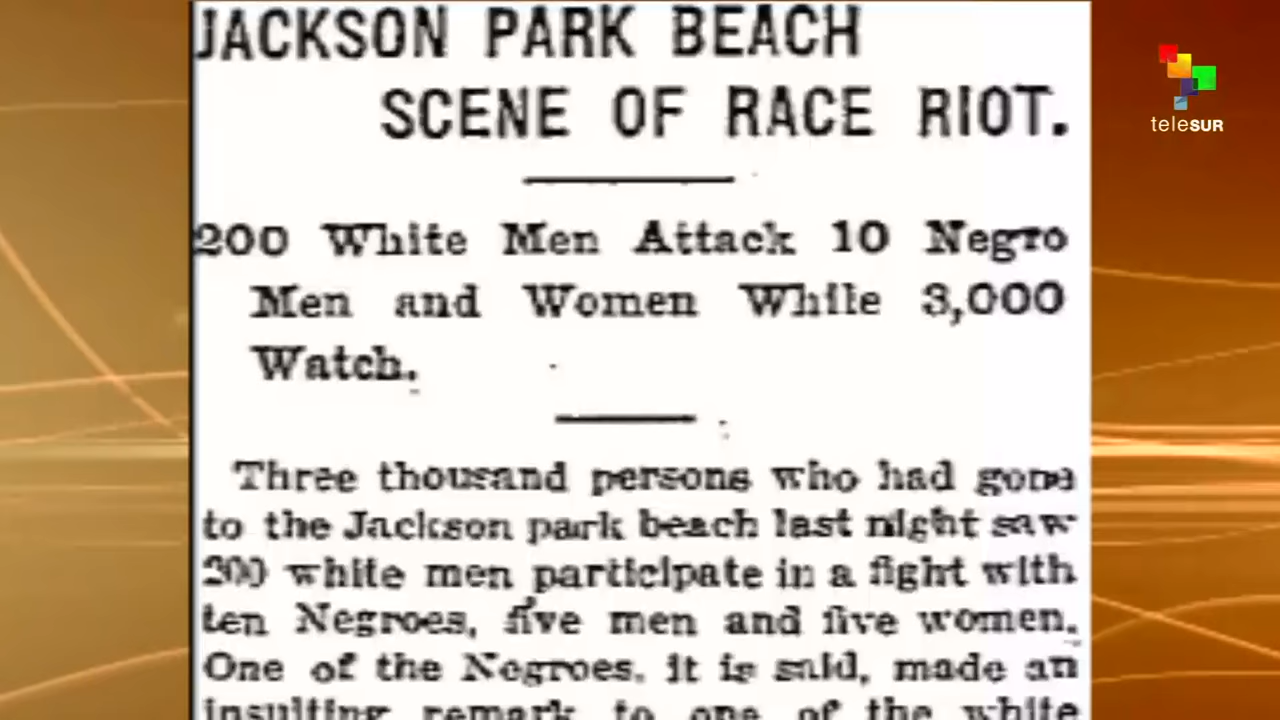 JACKSON PARK BEACH
SCENE OF RACE RIOT.
200 White Men Attack 10 Negro
Men and Women While 3,000
Watch.
Three thousand persons who had gone
to the Jackson park beach last night saw
200 white men participate in a fight with
ten Negroes, five men and five women.
One of the Negroes, it is said, made an
insulting remark to one of the white
teleSUR